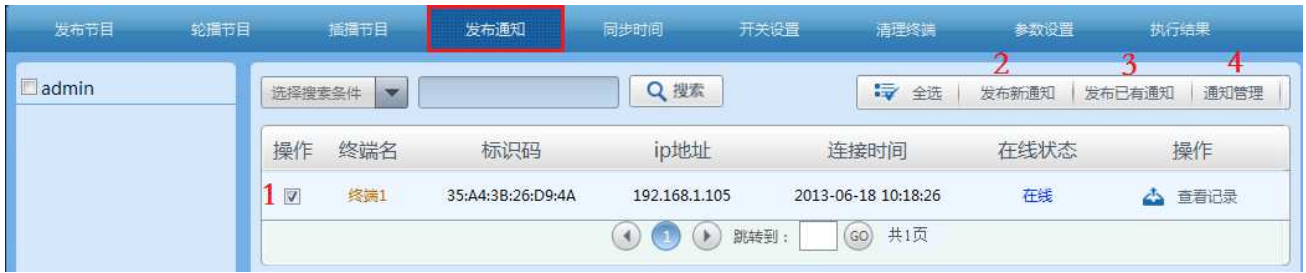 发布节目 轮播节目 插播节目 发布通知 同步时间 开关设置 清理终端 参数设置 执行结果
2 3 4
admin
选择搜索条件 搜索 全选 发布新通知 发布已有通知 通知管理
操作 终端名 标识码 ip地址 连接时间 在线状态 操作
1 终端1 35:A4:3B:26:D9:4A 192.168.1.105 2013-06-18 10:18:26 在线 查看记录
1 跳转到： GO 共1页